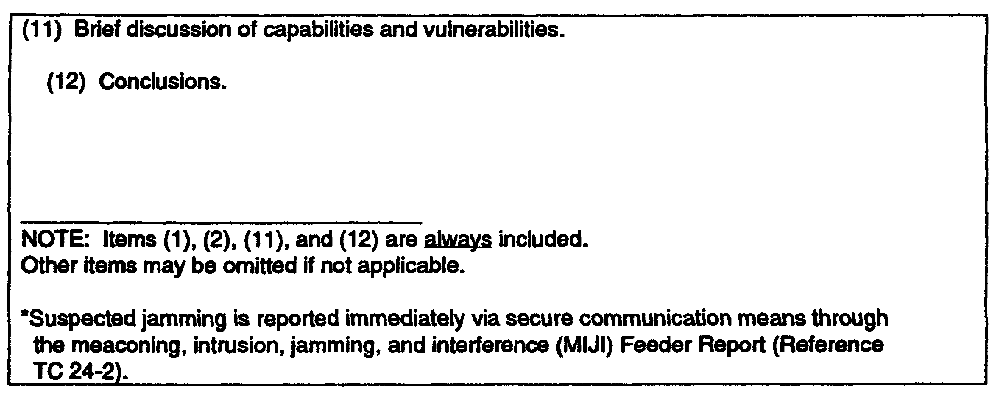 (11) Brief discussion of capabilities and vulnerabilities.
(12) Conclusions.
NOTE: Items (1), (2), (11), and (12) are always included.
Other items may be omitted if not applicable.
*Suspected jamming is reported immediately via secure communication means through
the meaconing, intrusion, jamming, and interference (MIJI) Feeder Report (Reference
TC 24-2).